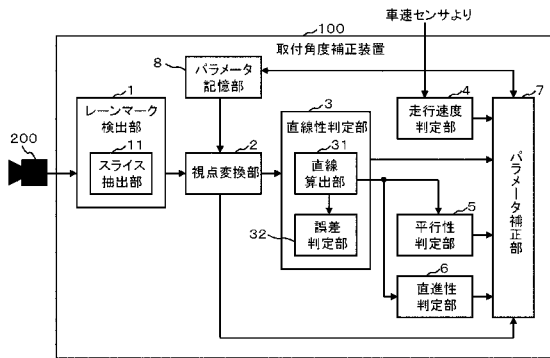 車速センサより
100
取付角度補正装置
8
パラメータ
記憶部
1
レーンマーク
検出部
11
スライス
抽出部
200
2
視点変換部
3
直線性判定部
31
直線
算出部
32
誤差
判定部
4
走行速度
判定部
5
平行性
判定部
6
直進性
判定部
7
パラメータ補正部